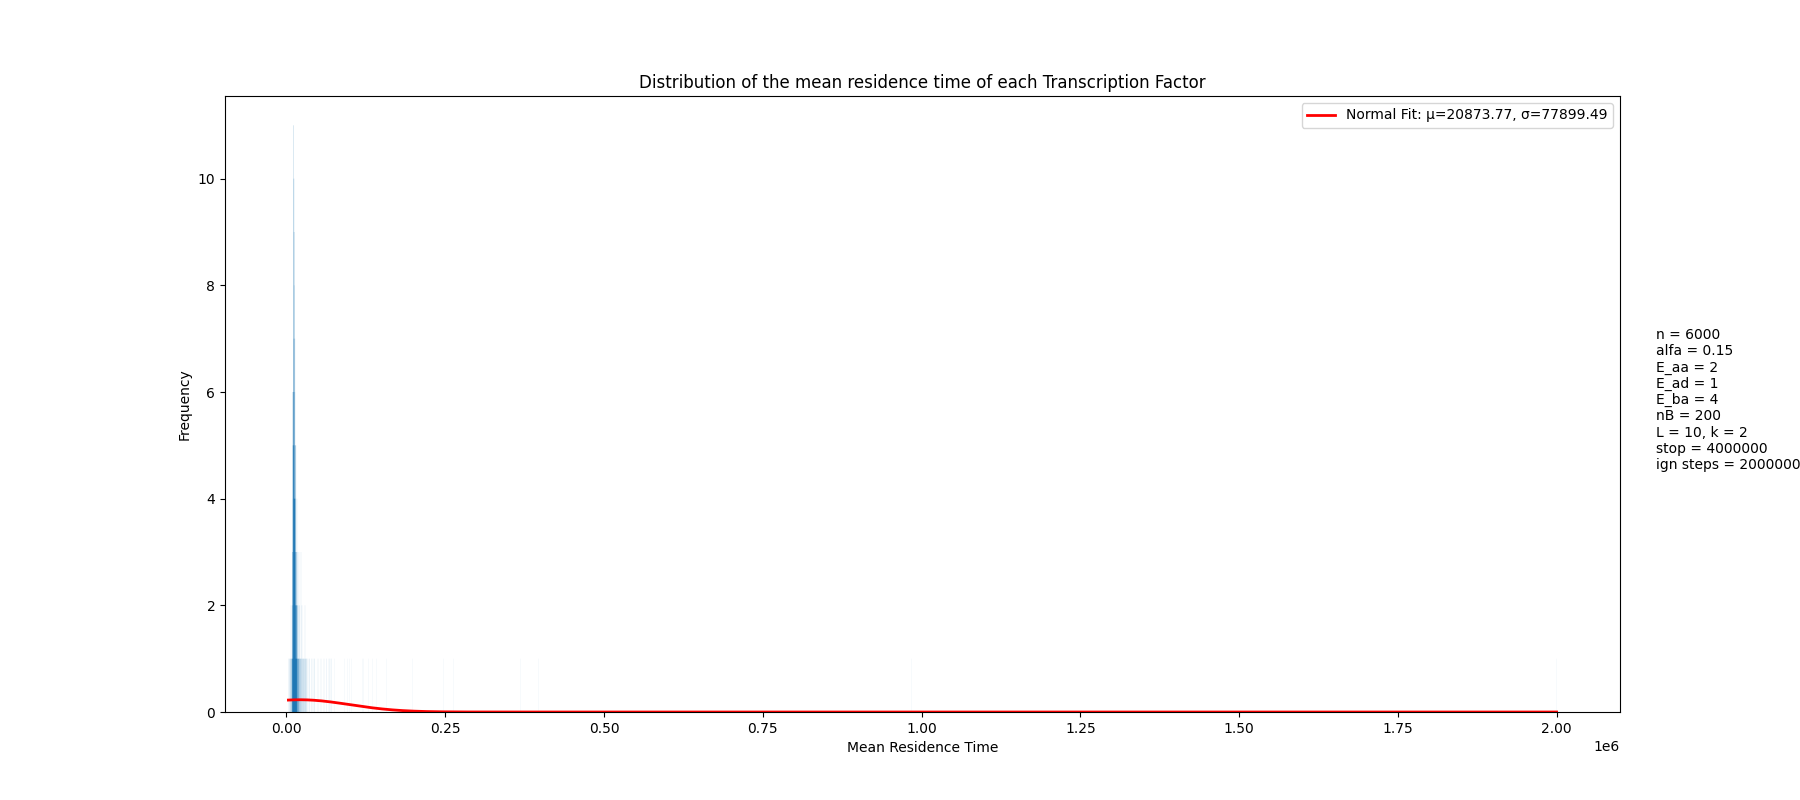 Distribution of the mean residence time of each Transcription Factor
Normal Fit: μ=20873.77, σ=77899.49
10
8
6
4
2
0
Frequency
0.00 0.25 0.50 0.75 1.00 1.25 1.50 1.75 2.00
1e6
Mean Residence Time
n = 6000
alfa = 0.15
E_aa = 2
E_ad = 1
E_ba = 4
nB = 200
L = 10, k = 2
stop = 4000000
ign steps = 2000000